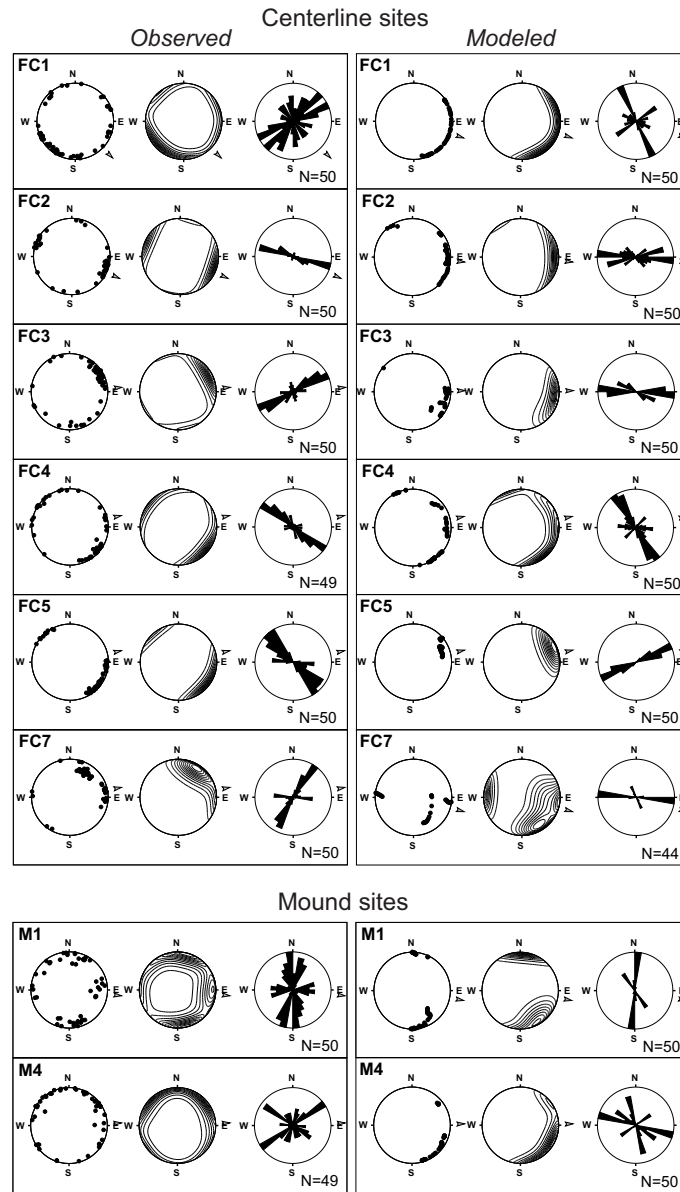 Centerline sites
Observed Modeled
FC1 N N N FC1 N N N
W E W E W E W E W E W E
S S S S S S
N=50 N=50
FC2 N N N FC2 N N N
W E W E W E W E W E W E
S S S S S S
N=50 N=50
FC3 N N N FC3 N N N
W E W E W E W E W E W E
S S S S S S
N=50 N=50
FC4 N N N FC4 N N N
W E W E W E W E W E W E
S S S S S S
N=49 N=50
FC5 N N N FC5 N N N
W E W E W E W E W E W E
S S S S S S
N=50 N=50
FC7 N N N FC7 N N N
W E W E W E W E W E W E
S S S S S S
N=50 N=44
Mound sites
M1 N N N M1 N N N
W E W E W E W E W E W E
S S S S S S
N=50 N=50
M4 N N N M4 N N N
W E W E W E W E W E W E
S S S S S S
N=49 N=50